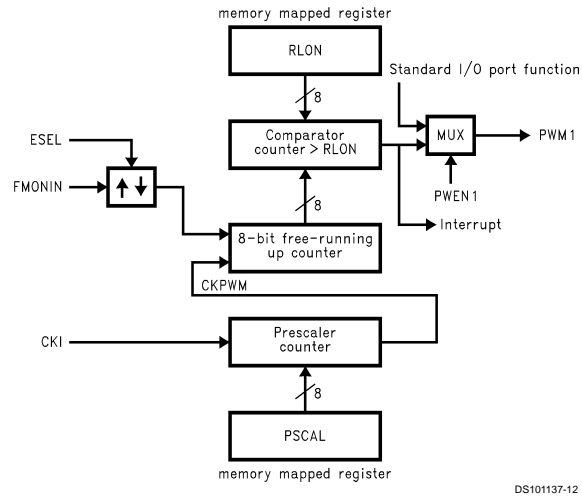 memory mapped register
RLON
8
Standard I/O port function
Comparator
counter > RLON
MUX
PWM1
ESEL
FMONIN
PWEN1
8
Interrupt
8-bit free-running
up counter
CKPWM
CKI
Prescaler
counter
8
PSCAL
memory mapped register
DS101137-12